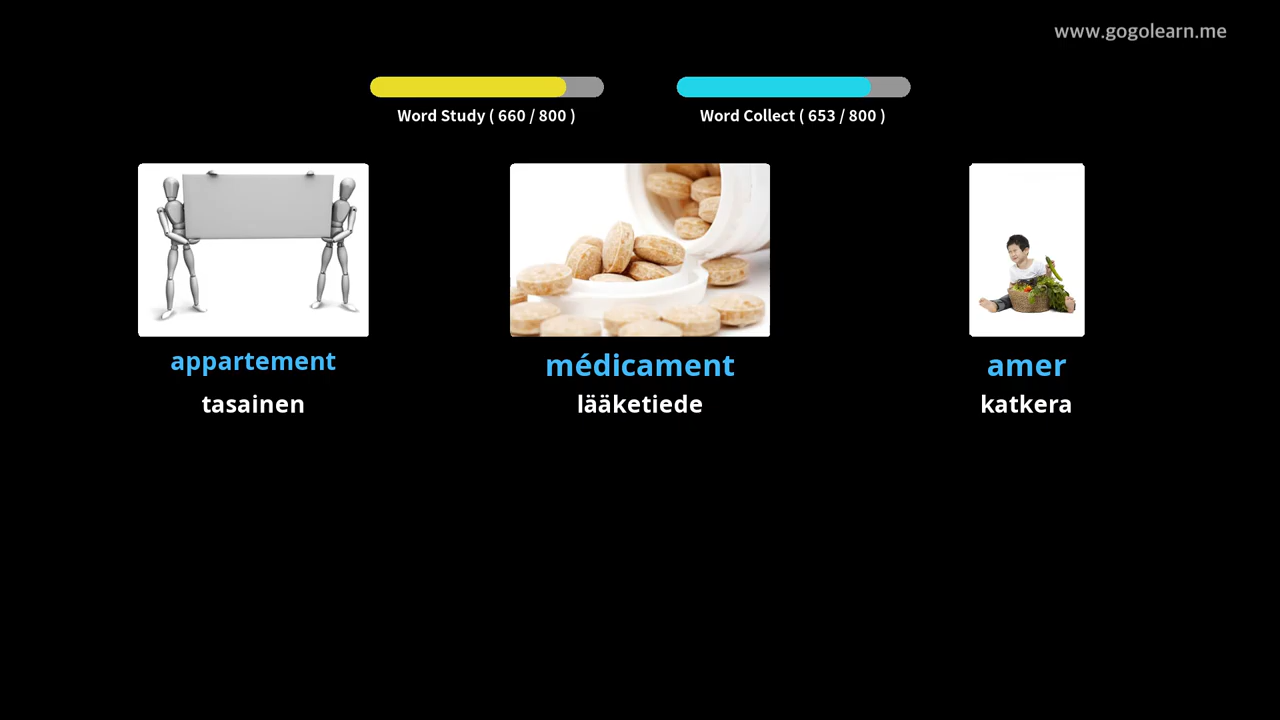 www.gogolearn.me
Word Study ( 660 / 800 )
Word Collect ( 653 / 800 )
appartement
médicament
amer
tasainen
lääketiede
katkera